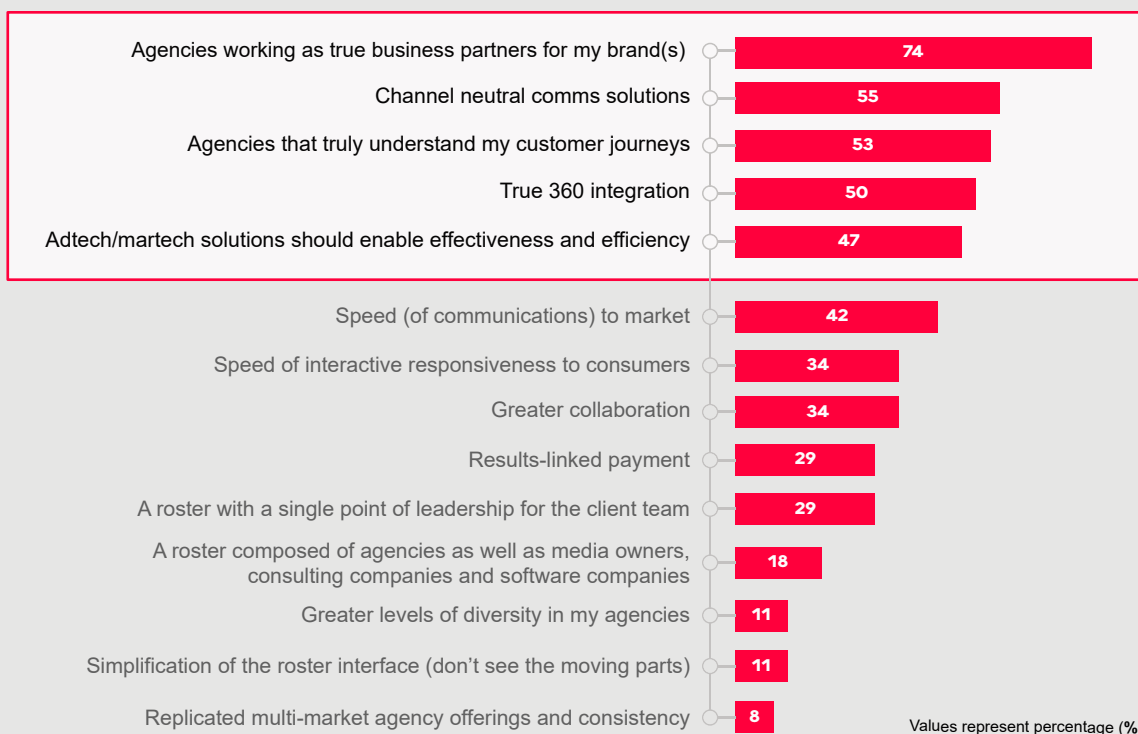 Agencies working as true business partners for my brand(s)
74
Channel neutral comms solutions
55
Agencies that truly understand my customer journeys
53
True 360 integration
50
Adtech/martech solutions should enable effectiveness and efficiency
47
Speed (of communications) to market
42
Speed of interactive responsiveness to consumers
34
Greater collaboration
34
Results-linked payment
29
A roster with a single point of leadership for the client team
29
A roster composed of agencies as well as media owners,
consulting companies and software companies
18
Greater levels of diversity in my agencies
11
Simplification of the roster interface (don’t see the moving parts)
11
Replicated multi-market agency offerings and consistency
8
Values represent percentage (%